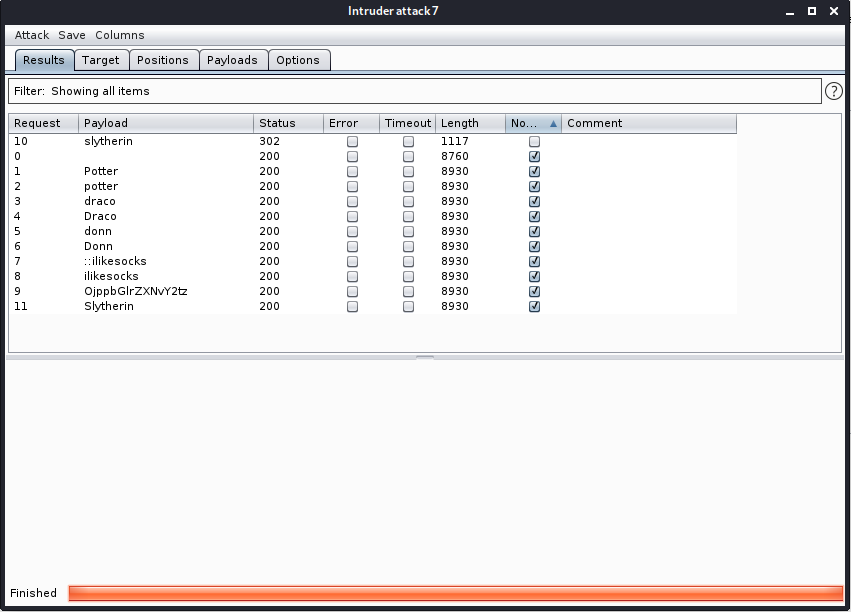 Intruder attack 7
Attack Save Columns
Results Target Positions Payloads Options
Filter: Showing all items ?
Request Payload Status Error Timeout Length No... Comment
10 slytherin 302 1117
0 200 8760
1 Potter 200 8930
2 potter 200 8930
3 draco 200 8930
4 Draco 200 8930
5 donn 200 8930
6 Donn 200 8930
7 ::ilikesocks 200 8930
8 ilikesocks 200 8930
9 OjppbGlrZXNvY2tz 200 8930
11 Slytherin 200 8930
Finished